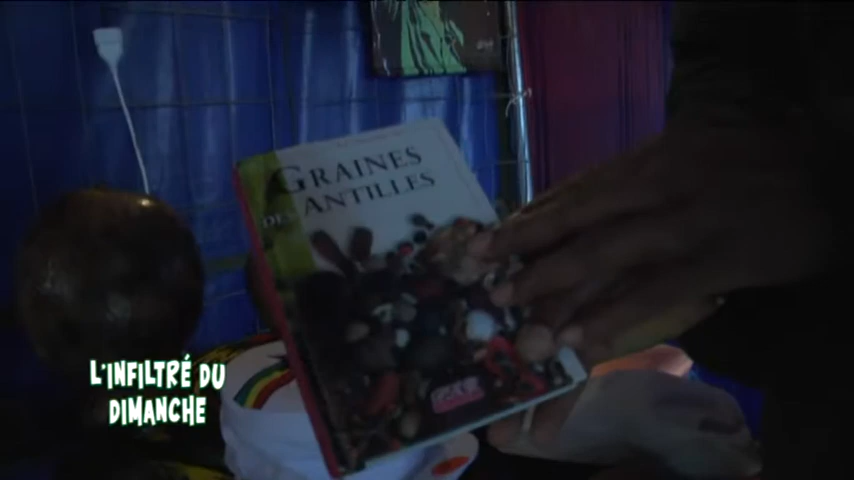 GRAINES
DES ANTILLES
L'INFILTRÉ DU
DIMANCHE